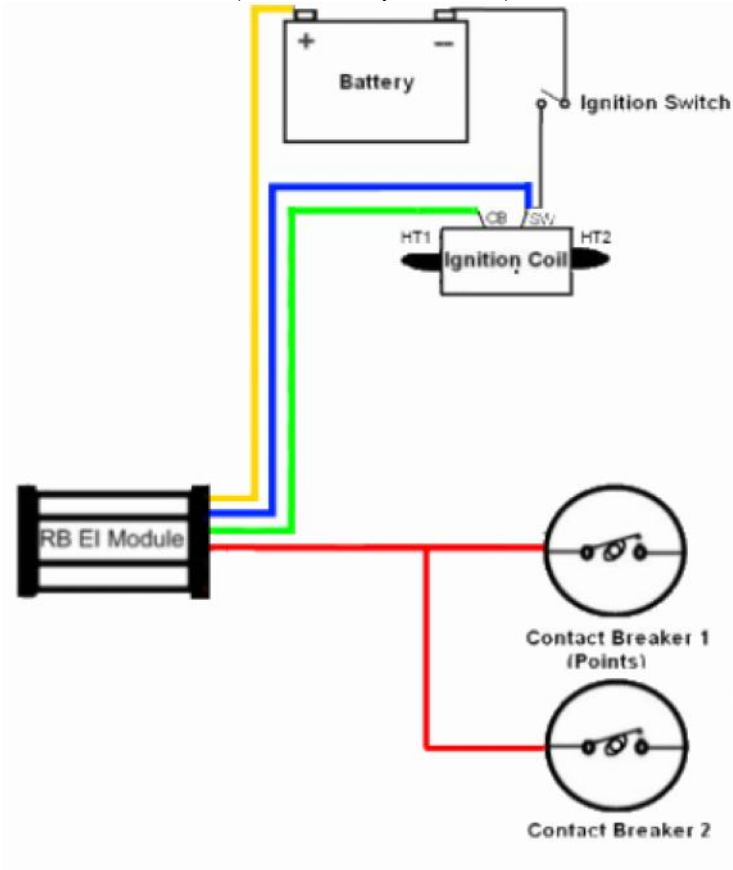 + --
Battery
Ignition Switch
CB SW
HT1 HT2
Ignition Coil
RB EI Module
Contact Breaker 1
(Points)
Contact Breaker 2